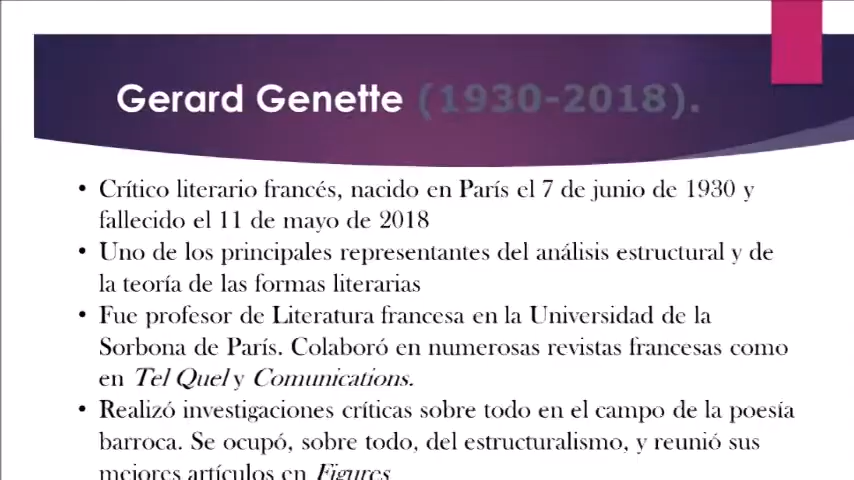 Gerard Genette (1930-2018).
• Crítico literario francés, nacido en París el 7 de junio de 1930 y
fallecido el 11 de mayo de 2018
• Uno de los principales representantes del análisis estructural y de
la teoría de las formas literarias
• Fue profesor de Literatura francesa en la Universidad de la
Sorbona de París. Colaboró en numerosas revistas francesas como
en Tel Quel y Comunications.
• Realizó investigaciones críticas sobre todo en el campo de la poesía
barroca. Se ocupó, sobre todo, del estructuralismo, y reunió sus
mejores artículos en Figures